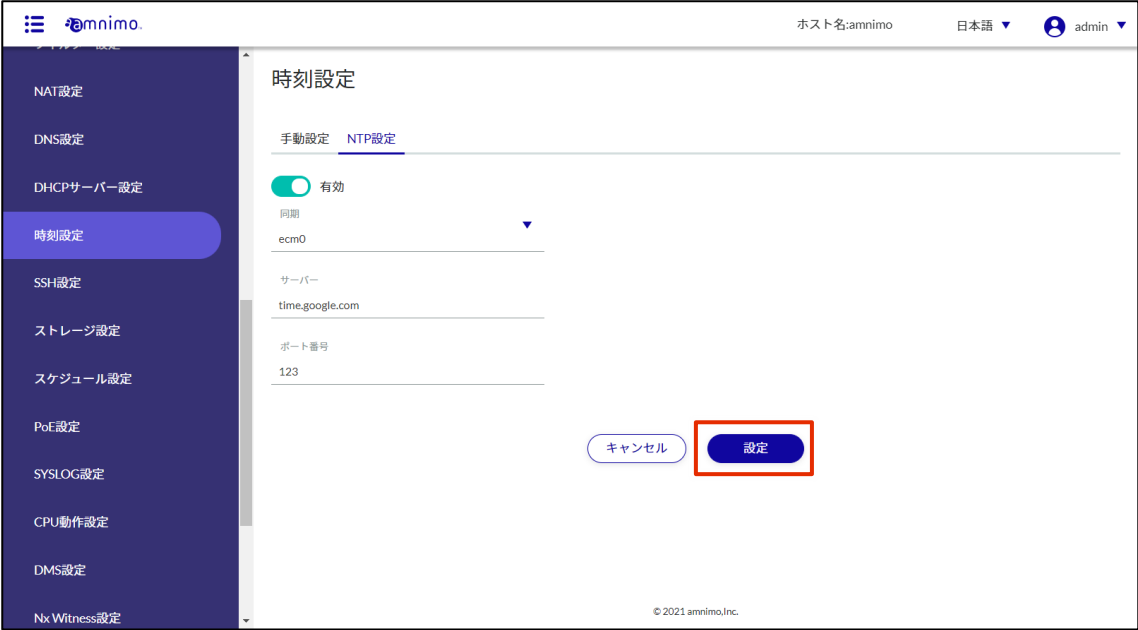 amnimo.
ホスト名:amnimo
日本語
admin
NAT設定
DNS設定
DHCPサーバー設定
時刻設定
SSH設定
ストレージ設定
スケジュール設定
PoE設定
SYSLOG設定
CPU動作設定
DMS設定
Nx Witness設定
時刻設定
手動設定
NTP設定
有効
同期
ecm0
サーバー
time.google.com
ポート番号
123
キャンセル
設定
© 2021 amnimo,Inc.